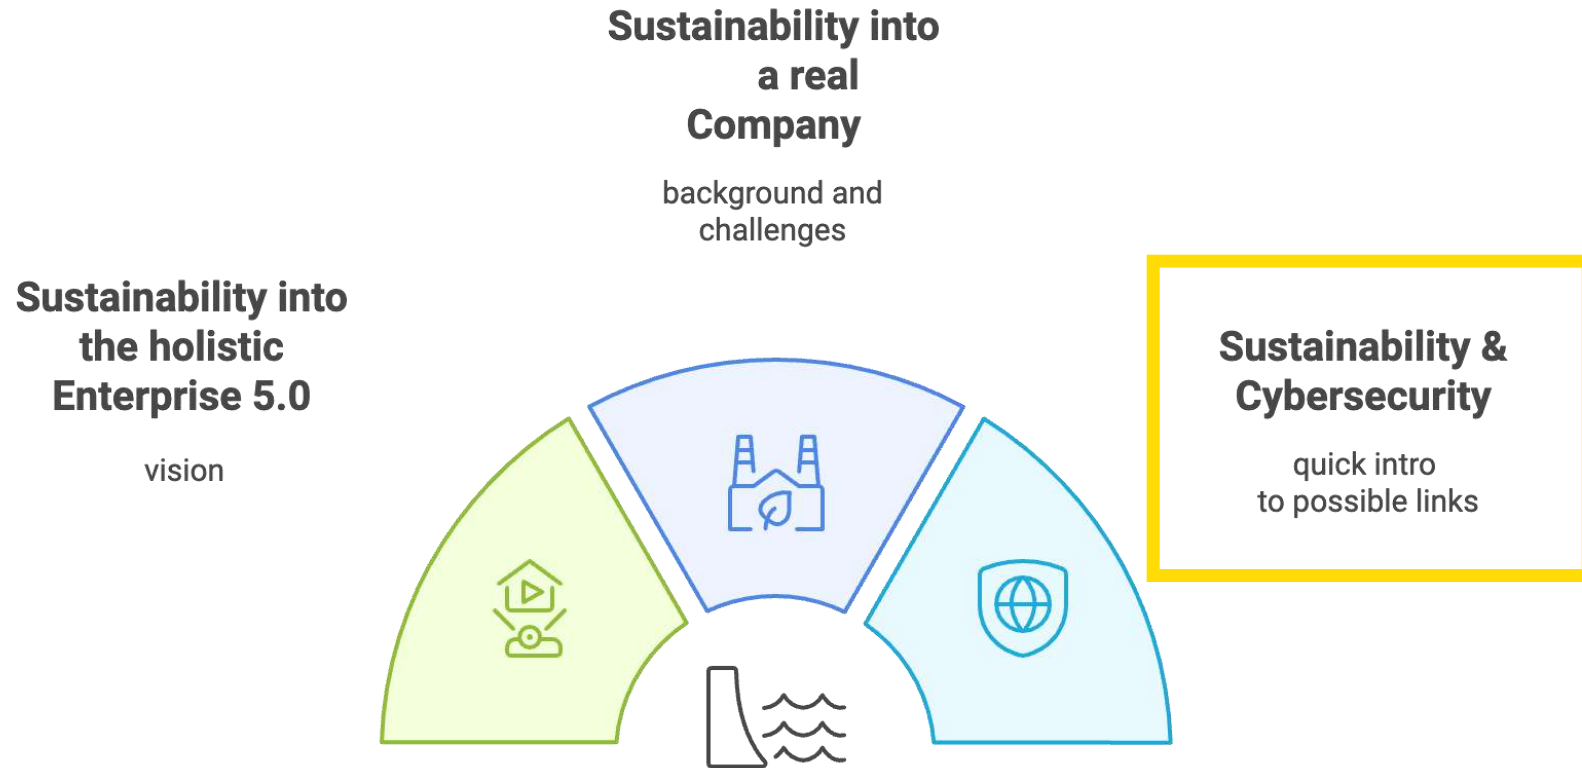 Sustainability into
a real
Company
background and
challenges
Sustainability into
the holistic
Enterprise 5.0
vision
Sustainability &
Cybersecurity
quick intro
to possible links